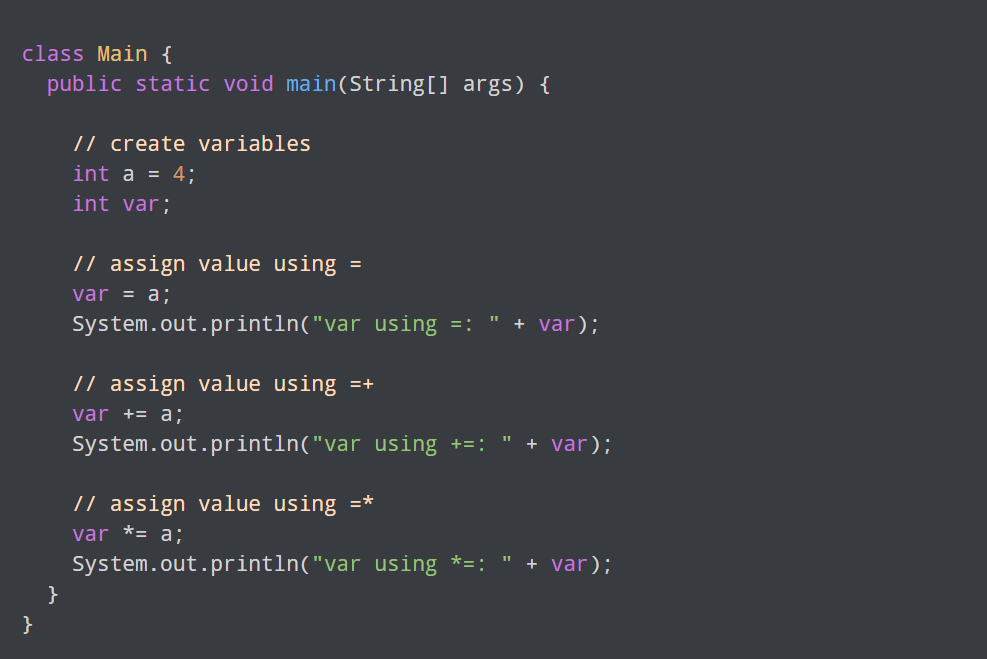 class Main {
  public static void main(String[] args) {

    // create variables
    int a = 4;
    int var;

    // assign value using =
    var = a;
    System.out.println("var using =: " + var);

    // assign value using =+
    var += a;
    System.out.println("var using +=: " + var);

    // assign value using =*
    var *= a;
    System.out.println("var using *=: " + var);
  }
}